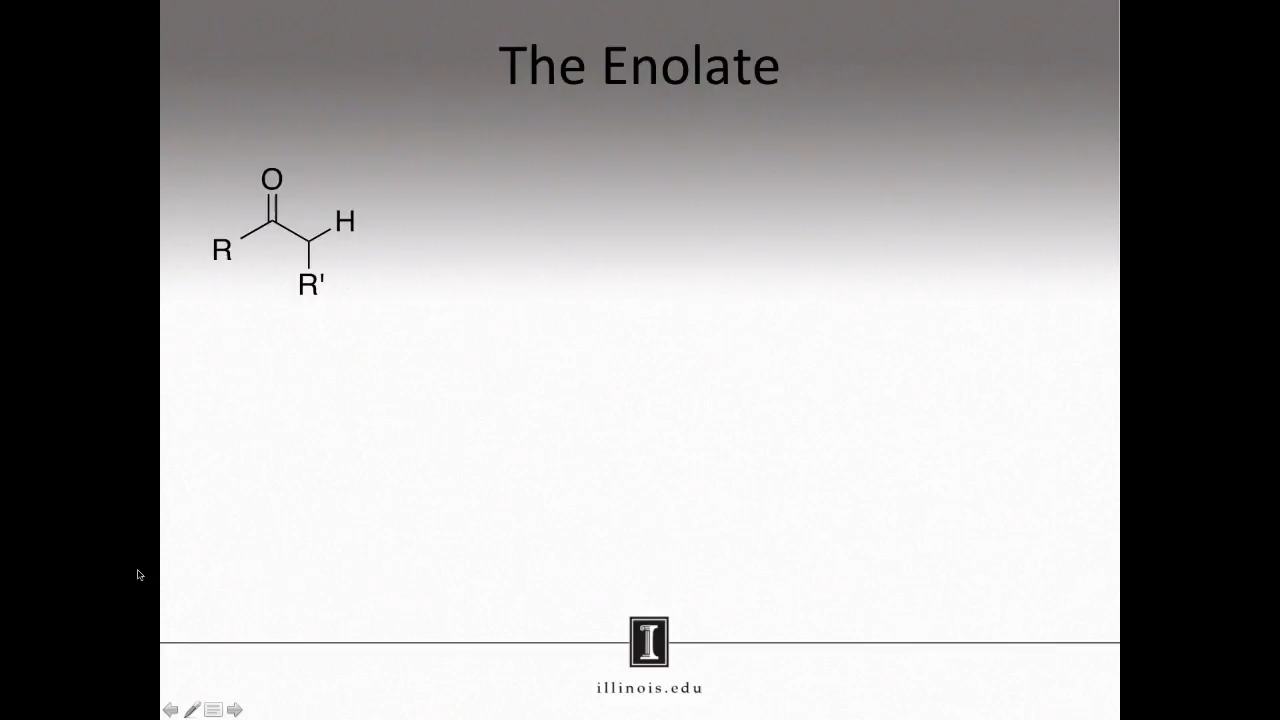 The Enolate
O
H
R
R'
I
illinois.edu